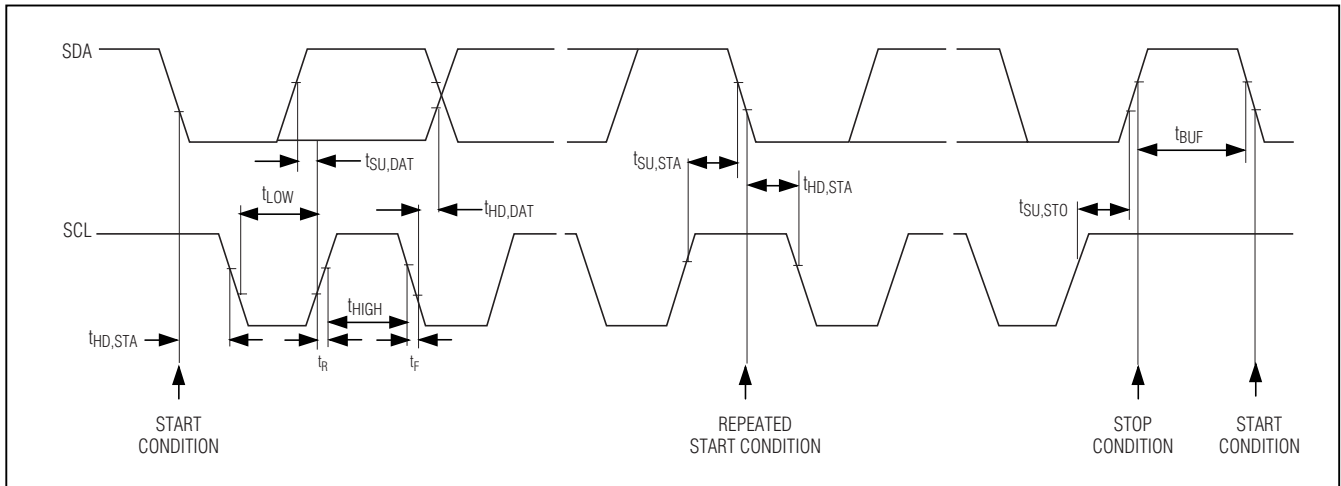 SDA
tSU,DAT
tBUF
tSU,STA
tHD,STA
tLOW
tHD,DAT
tSU,STO
SCL
tHIGH
tHD,STA
tR
tF
START
CONDITION
REPEATED
START CONDITION
STOP
CONDITION
START
CONDITION